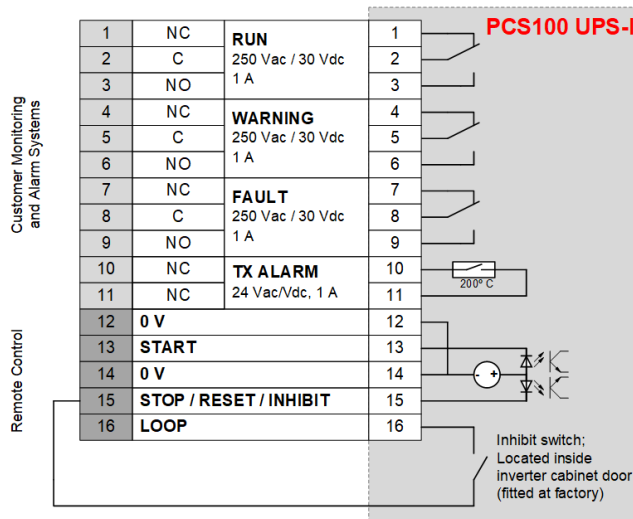 PCS100 UPS-
Customer Monitoring
and Alarm Systems
1 NC RUN 1
2 C 250 Vac / 30 Vdc 2
3 NO 1 A 3
4 NC WARNING 4
5 C 250 Vac / 30 Vdc 5
6 NO 1 A 6
7 NC FAULT 7
8 C 250 Vac / 30 Vdc 8
9 NO 1 A 9
10 NC TX ALARM 10
11 NC 24 Vac/Vdc, 1 A 11
200º C
Remote Control
12 0 V 12
13 START 13
14 0 V 14
15 STOP / RESET / INHIBIT 15
16 LOOP 16
- +
Inhibit switch;
Located inside
inverter cabinet door
(fitted at factory)